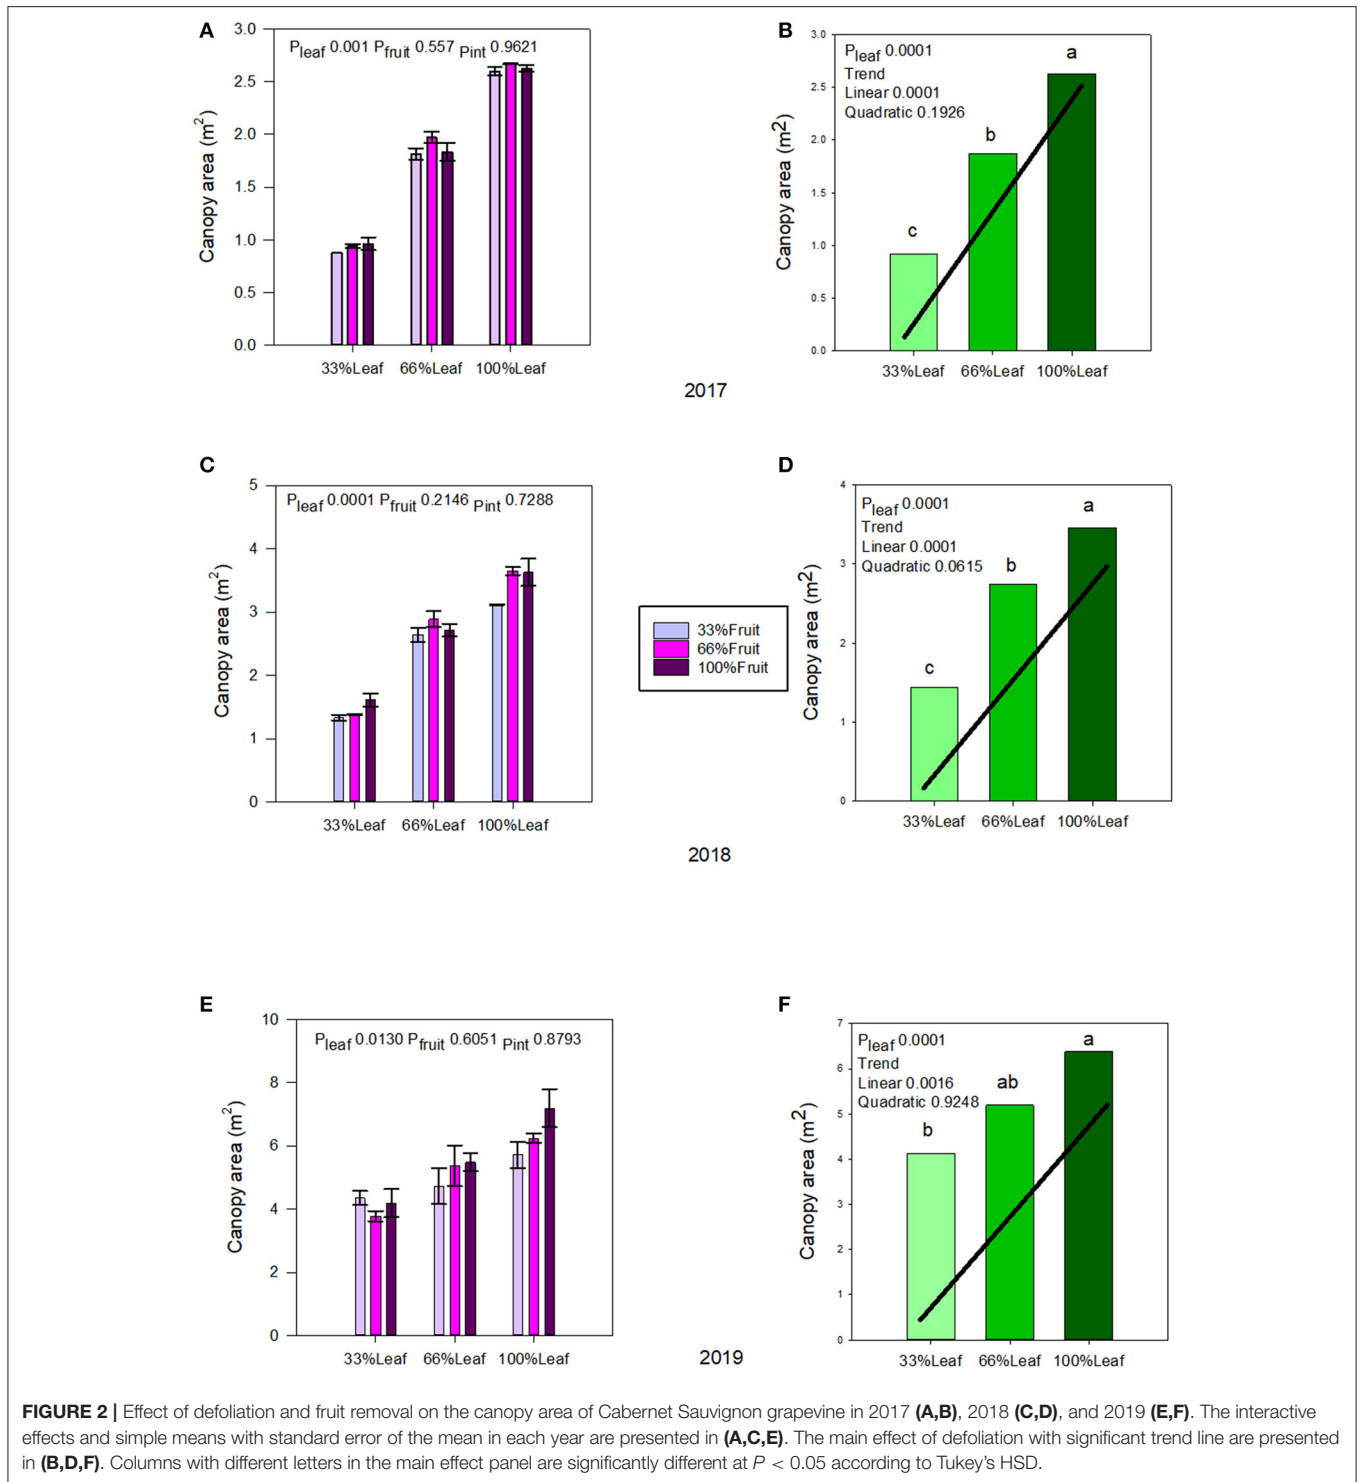 A
3.0
2.5
2.0
1.5
1.0
0.5
0.0
Canopy area (m2)
Pleaf 0.001 Pfruit 0.557 Pint 0.9621
33%Leaf 66%Leaf 100%Leaf
B
3.0
2.5
2.0
1.5
1.0
0.5
0.0
Canopy area (m2)
Pleaf 0.0001
Trend
Linear 0.0001
Quadratic 0.1926
c
b
a
33%Leaf 66%Leaf 100%Leaf
2017
C
5
4
3
2
1
0
Canopy area (m2)
Pleaf 0.0001 Pfruit 0.2146 Pint 0.7288
33%Leaf 66%Leaf 100%Leaf
33%Fruit
66%Fruit
100%Fruit
D
4
3
2
1
0
Canopy area (m2)
Pleaf 0.0001
Trend
Linear 0.0001
Quadratic 0.0615
c
b
a
33%Leaf 66%Leaf 100%Leaf
2018
E
10
8
6
4
2
0
Canopy area (m2)
Pleaf 0.0130 Pfruit 0.6051 Pint 0.8793
33%Leaf 66%Leaf 100%Leaf
F
7
6
5
4
3
2
1
0
Canopy area (m2)
Pleaf 0.0001
Trend
Linear 0.0016
Quadratic 0.9248
b
ab
a
33%Leaf 66%Leaf 100%Leaf
2019
FIGURE 2 | Effect of defoliation and fruit removal on the canopy area of Cabernet Sauvignon grapevine in 2017 (A,B), 2018 (C,D), and 2019 (E,F). The interactive
effects and simple means with standard error of the mean in each year are presented in (A,C,E). The main effect of defoliation with significant trend line are presented
in (B,D,F). Columns with different letters in the main effect panel are significantly different at P < 0.05 according to Tukey's HSD.